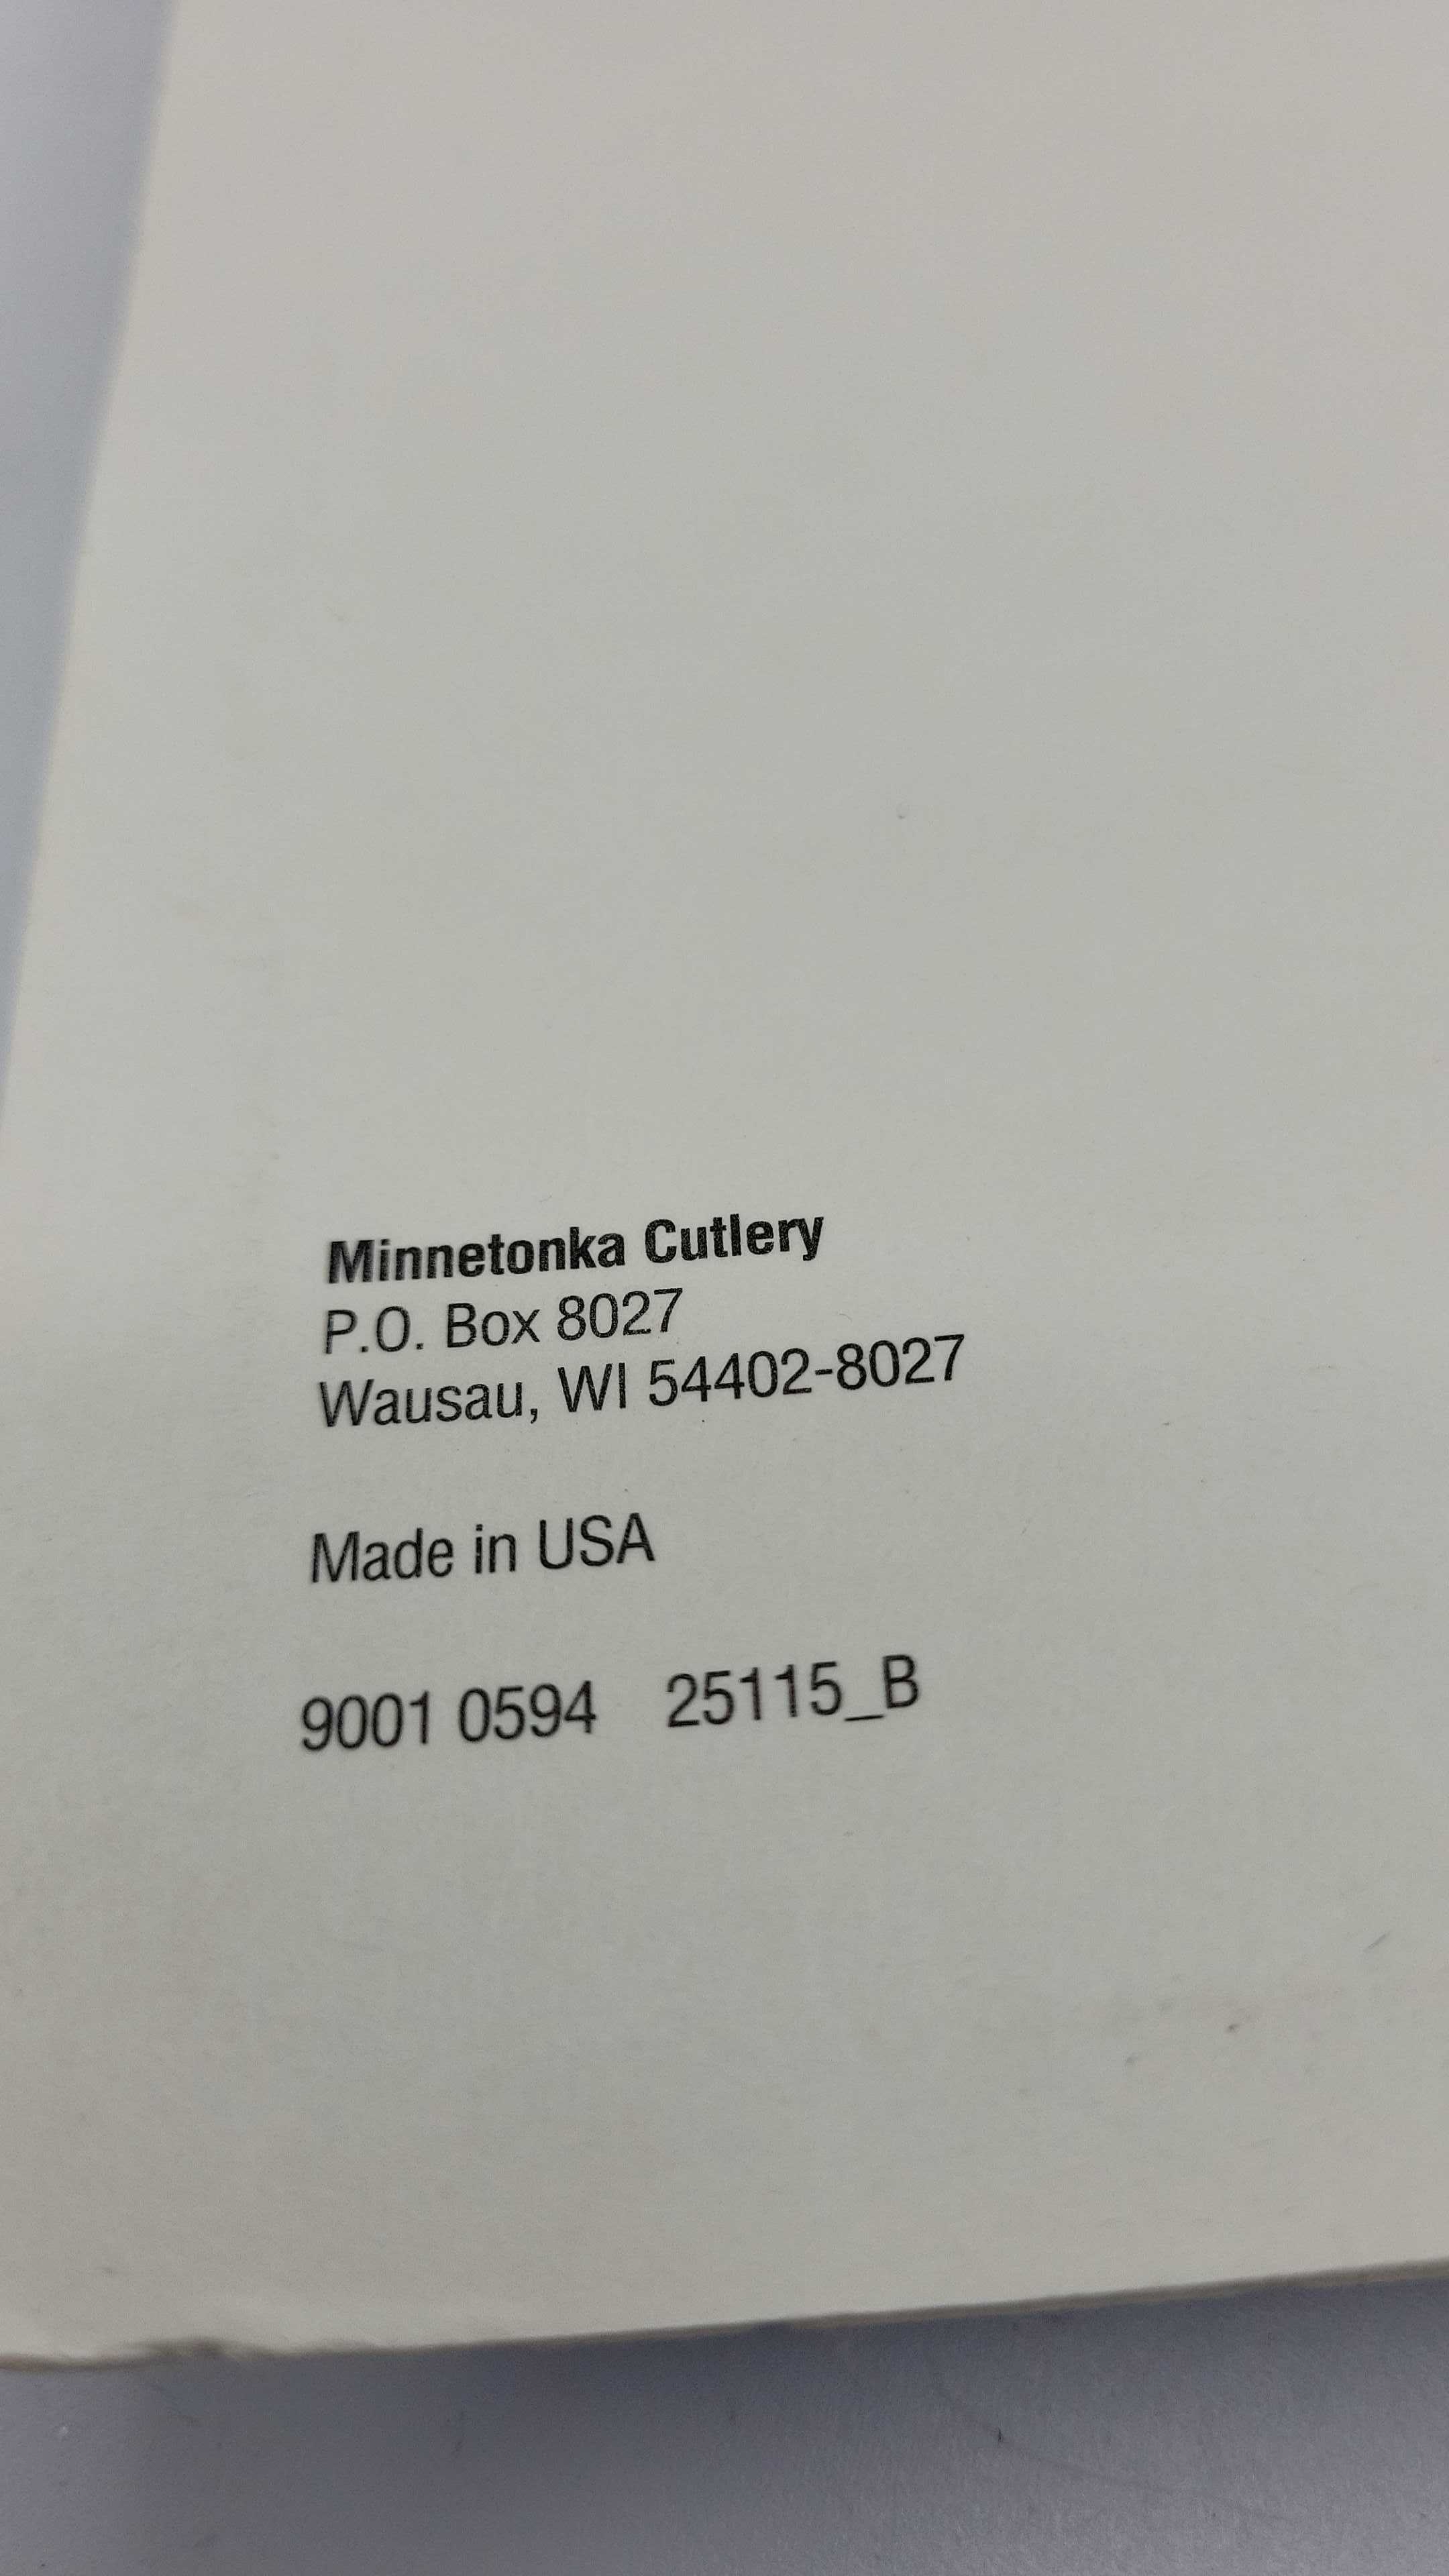 Minnetonka Cutlery
P.O. Box 8027
Wausau, WI 54402-8027
Made in USA
9001 0594 25115_B